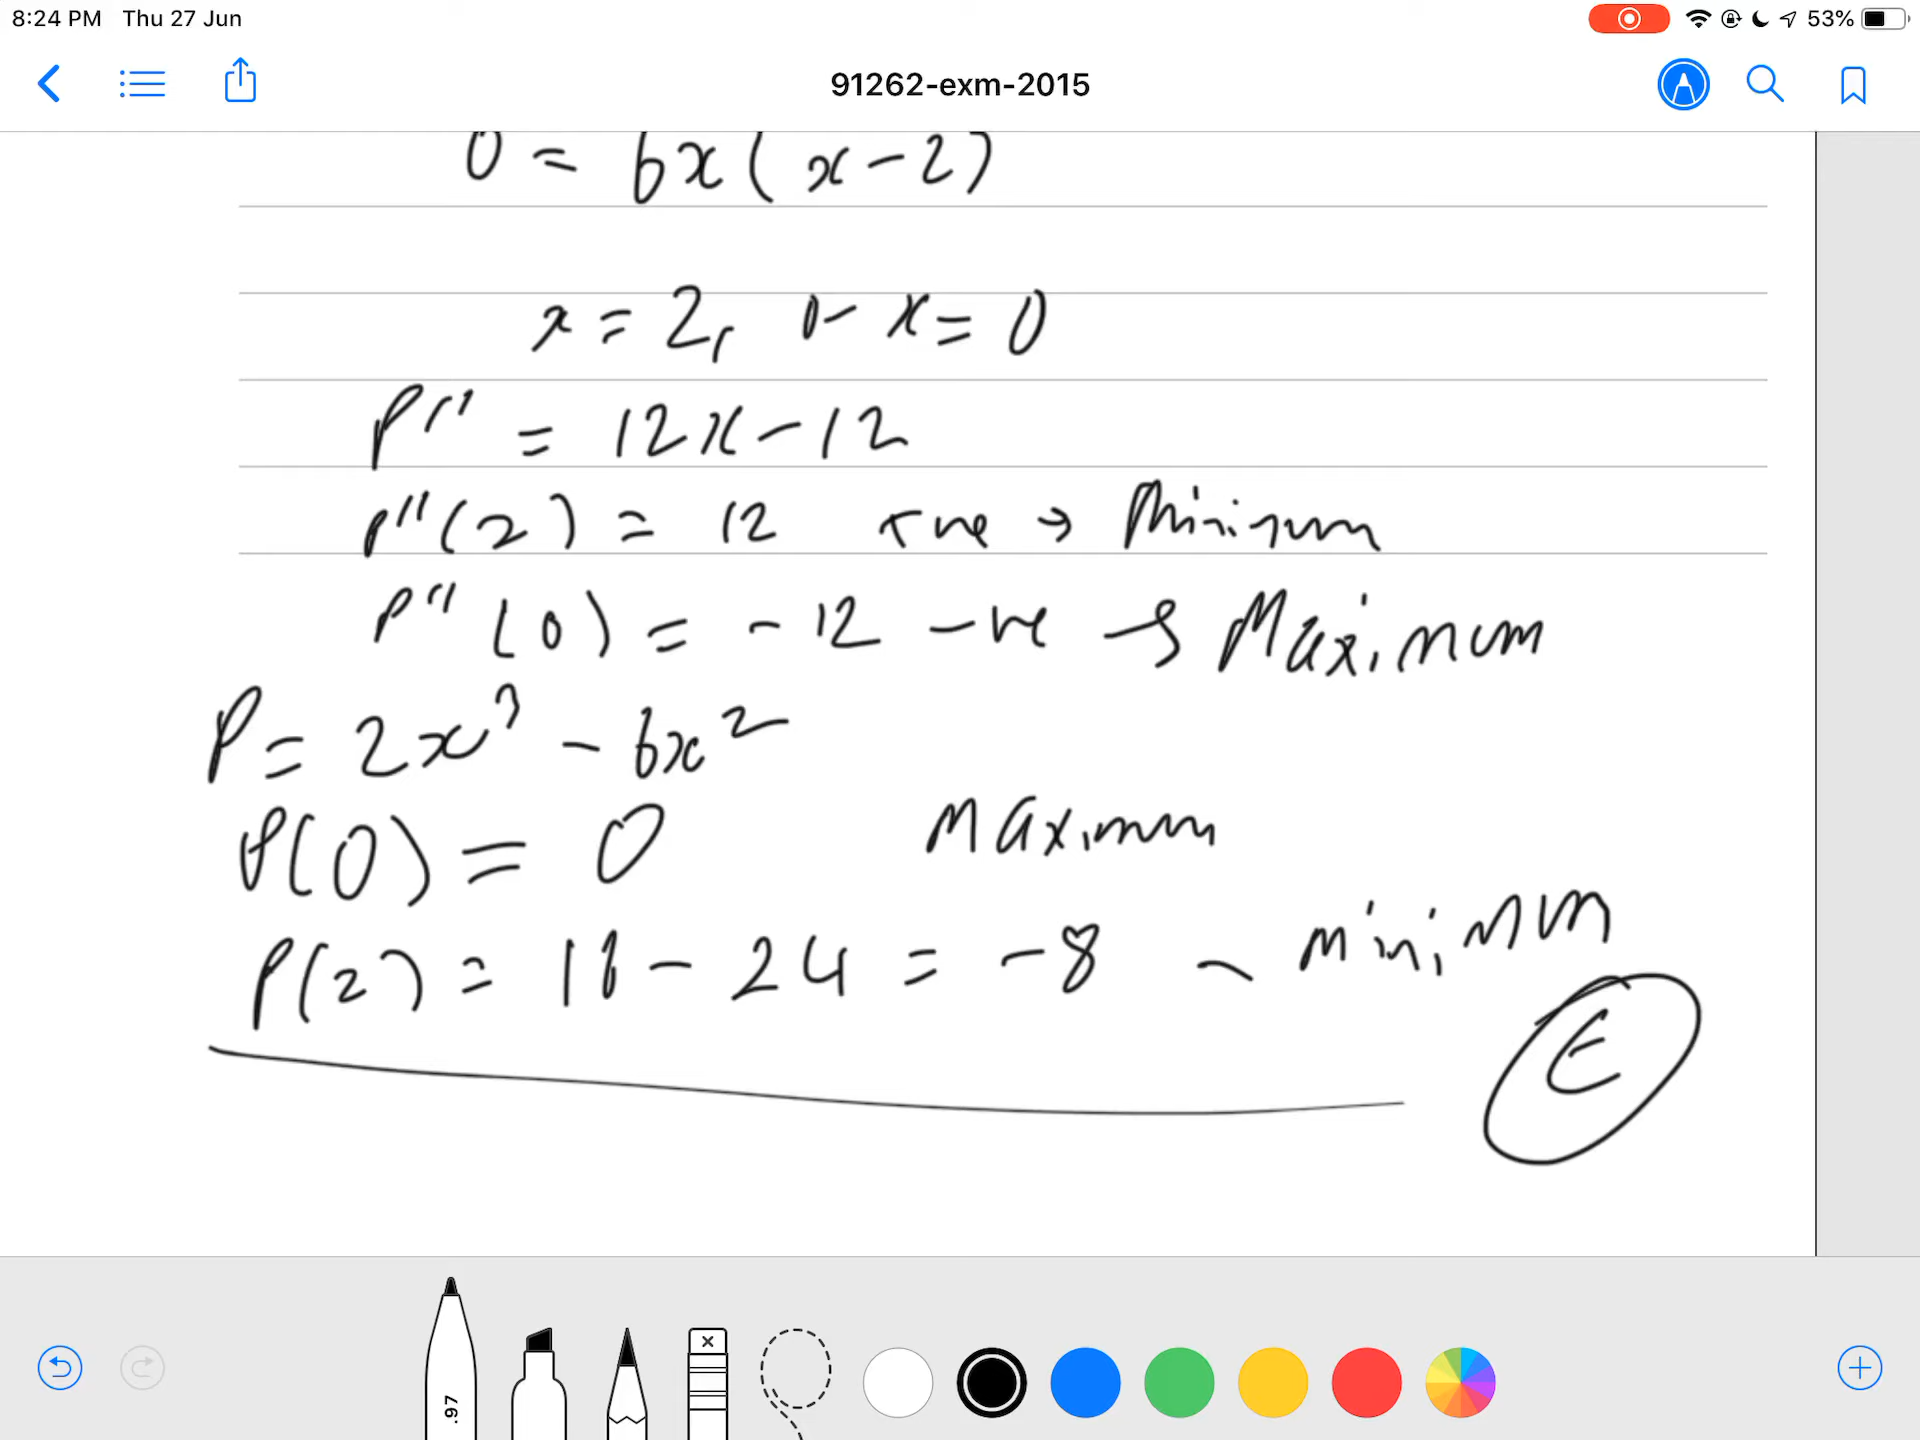 8:24 PM Thu 27 Jun 53%
91262-exm-2015
0 = 6x(x-2)
x = 2, or x = 0
P'' = 12x - 12
P''(2) = 12 +ve → Minimum
P''(0) = -12 -ve → Maximum
P = 2x³ - 6x²
P(0) = 0 Maximum
P(2) = 16 - 24 = -8 - minimum
E
.97